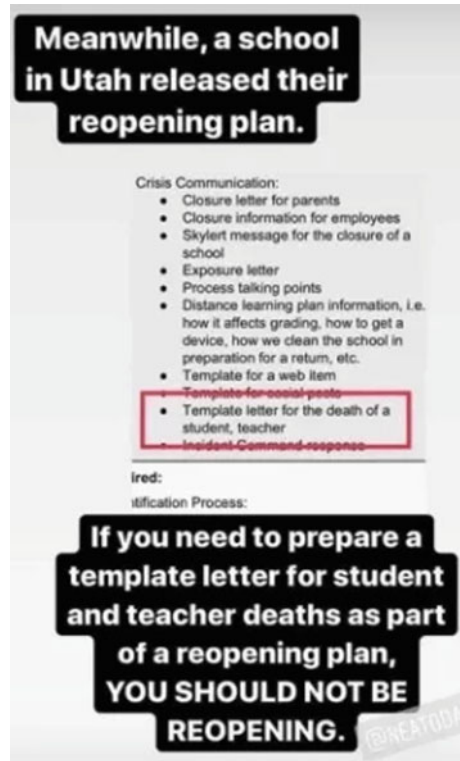 Meanwhile, a school
in Utah released their
reopening plan.
Crisis Communication:
• Closure letter for parents
• Closure information for employees
• Skylert message for the closure of a
school
• Exposure letter
• Process talking points
• Distance learning plan information, i.e.
how it affects grading, how to get a
device, how we clean the school in
preparation for a return, etc.
• Template for a web item
• Template for social posts
• Template letter for the death of a
student, teacher
• Incident Command response
ired:
tification Process:
If you need to prepare a
template letter for student
and teacher deaths as part
of a reopening plan,
YOU SHOULD NOT BE
REOPENING.
@NEATODAY